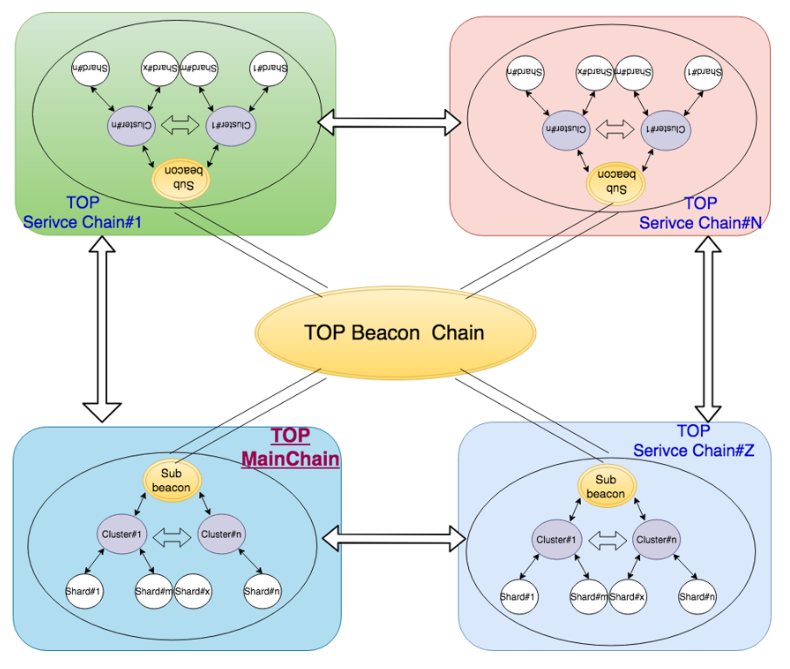 Shard#n
Shard#x
Shard#m
Shard#1
Cluster#n
Cluster#1
Sub
beacon
TOP
Serivce Chain#1
Shard#n
Shard#x
Shard#m
Shard#1
Cluster#n
Cluster#1
Sub
beacon
TOP
Serivce Chain#N
TOP Beacon Chain
TOP
MainChain
Sub
beacon
Cluster#1
Cluster#n
Shard#1
Shard#m
Shard#x
Shard#n
TOP
Serivce Chain#Z
Sub
beacon
Cluster#1
Cluster#n
Shard#1
Shard#m
Shard#x
Shard#n